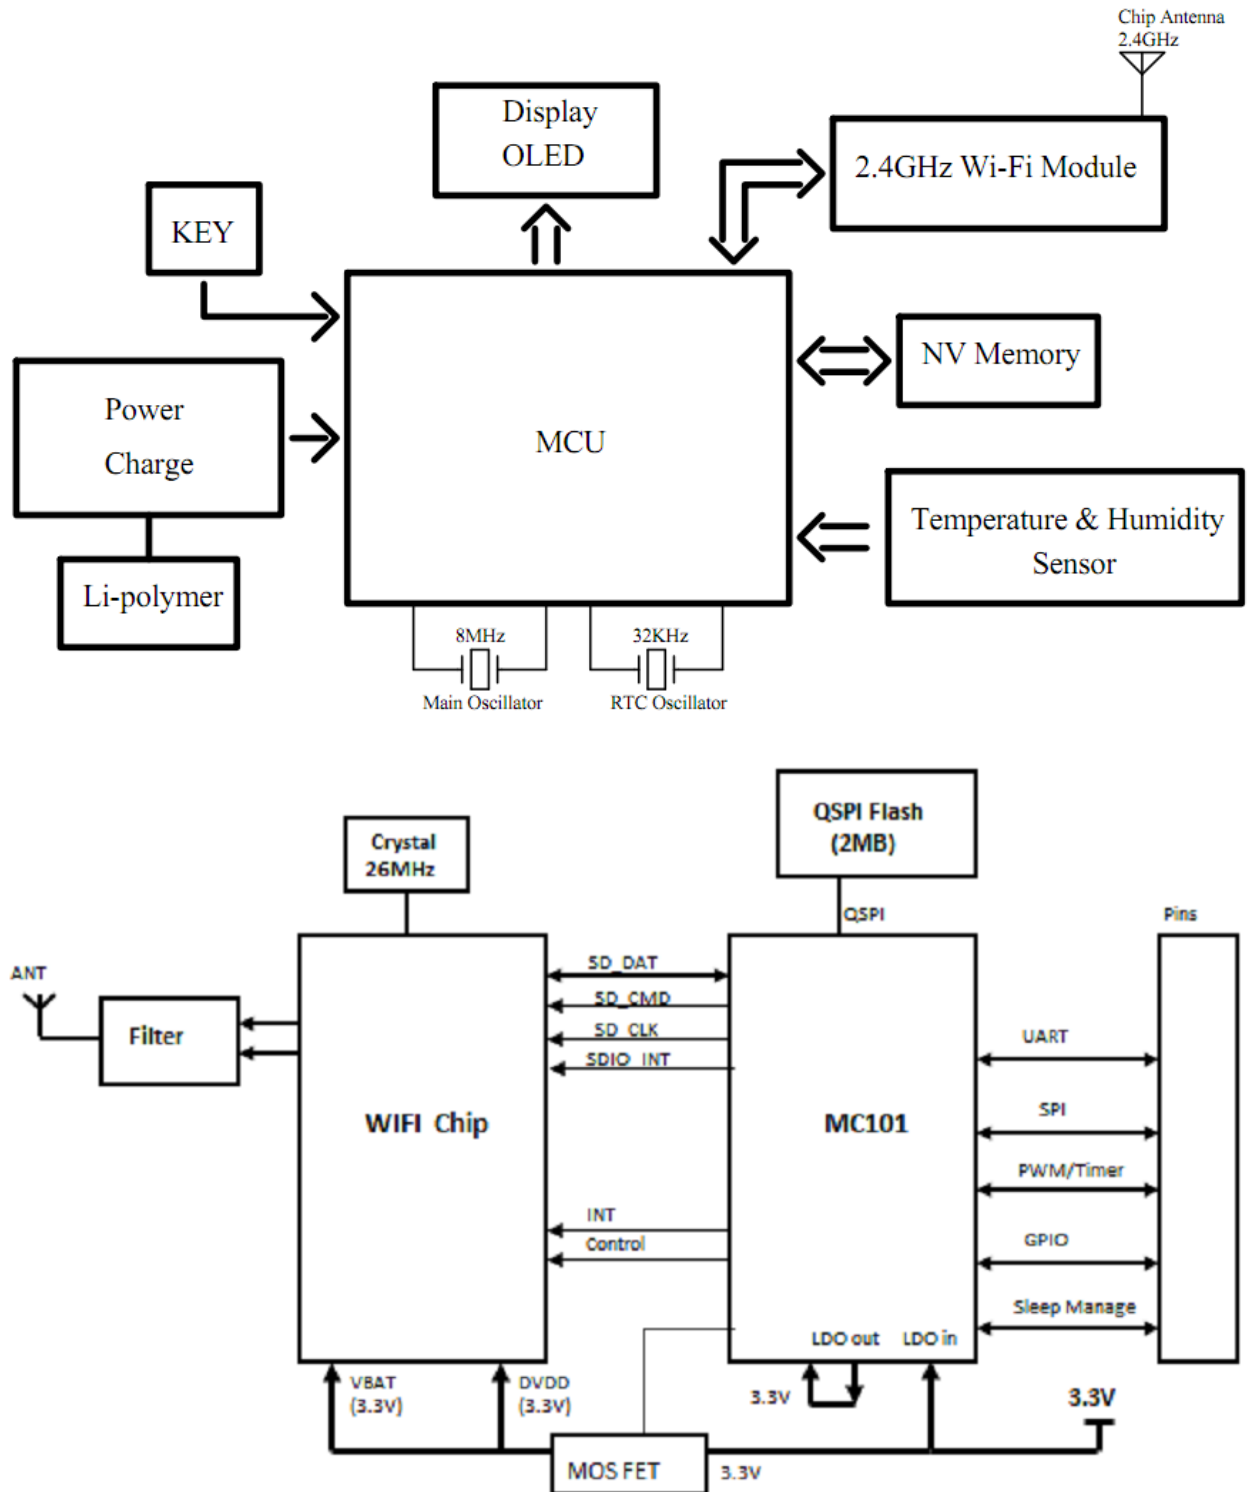 Chip Antenna
2.4GHz
Display
OLED
2.4GHz Wi-Fi Module
KEY
NV Memory
Power
Charge
MCU
Temperature & Humidity
Sensor
Li-polymer
8MHz
Main Oscillator
32KHz
RTC Oscillator
QSPI Flash
(2MB)
Crystal
26MHz
QSPI
Pins
ANT
Filter
SD_DAT
SD_CMD
SD_CLK
SDIO_INT
WIFI Chip
MC101
UART
SPI
PWM/Timer
INT
Control
GPIO
Sleep Manage
LDO out
LDO in
VBAT
(3.3V)
DVDD
(3.3V)
3.3V
3.3V
MOS FET
3.3V